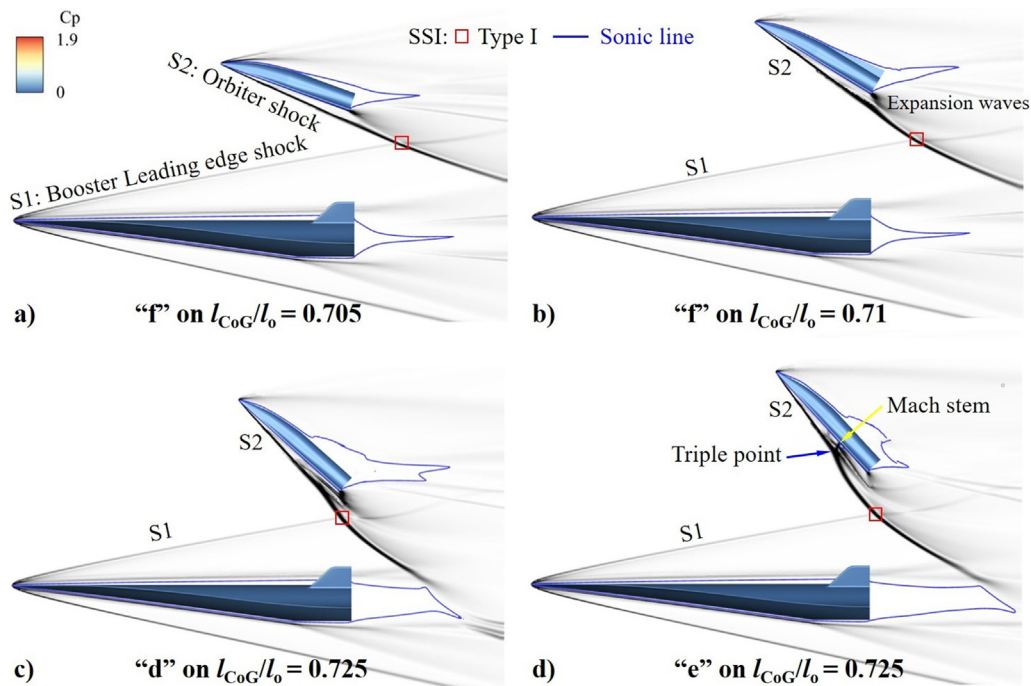 Cp
1.9
0
SSI: Type I Sonic line
S2: Orbiter shock
S1: Booster Leading edge shock
a) “f” on lCoG/lo = 0.705
S2
Expansion waves
S1
b) “f” on lCoG/lo = 0.71
S2
S1
c) “d” on lCoG/lo = 0.725
S2
Mach stem
Triple point
S1
d) “e” on lCoG/lo = 0.725